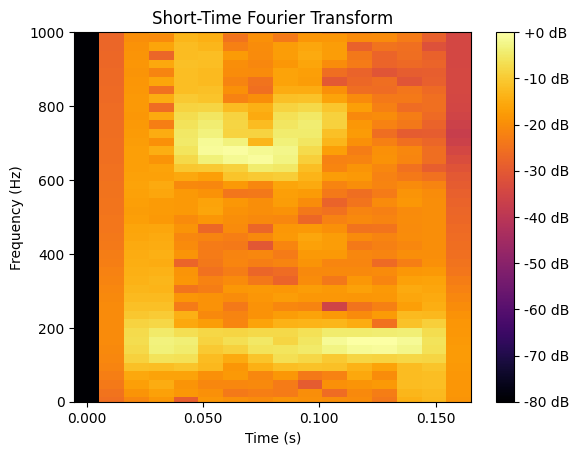 Short-Time Fourier Transform
1000
800
600
400
200
0
Frequency (Hz)
0.000
0.050
0.100
0.150
Time (s)
+0 dB
-10 dB
-20 dB
-30 dB
-40 dB
-50 dB
-60 dB
-70 dB
-80 dB